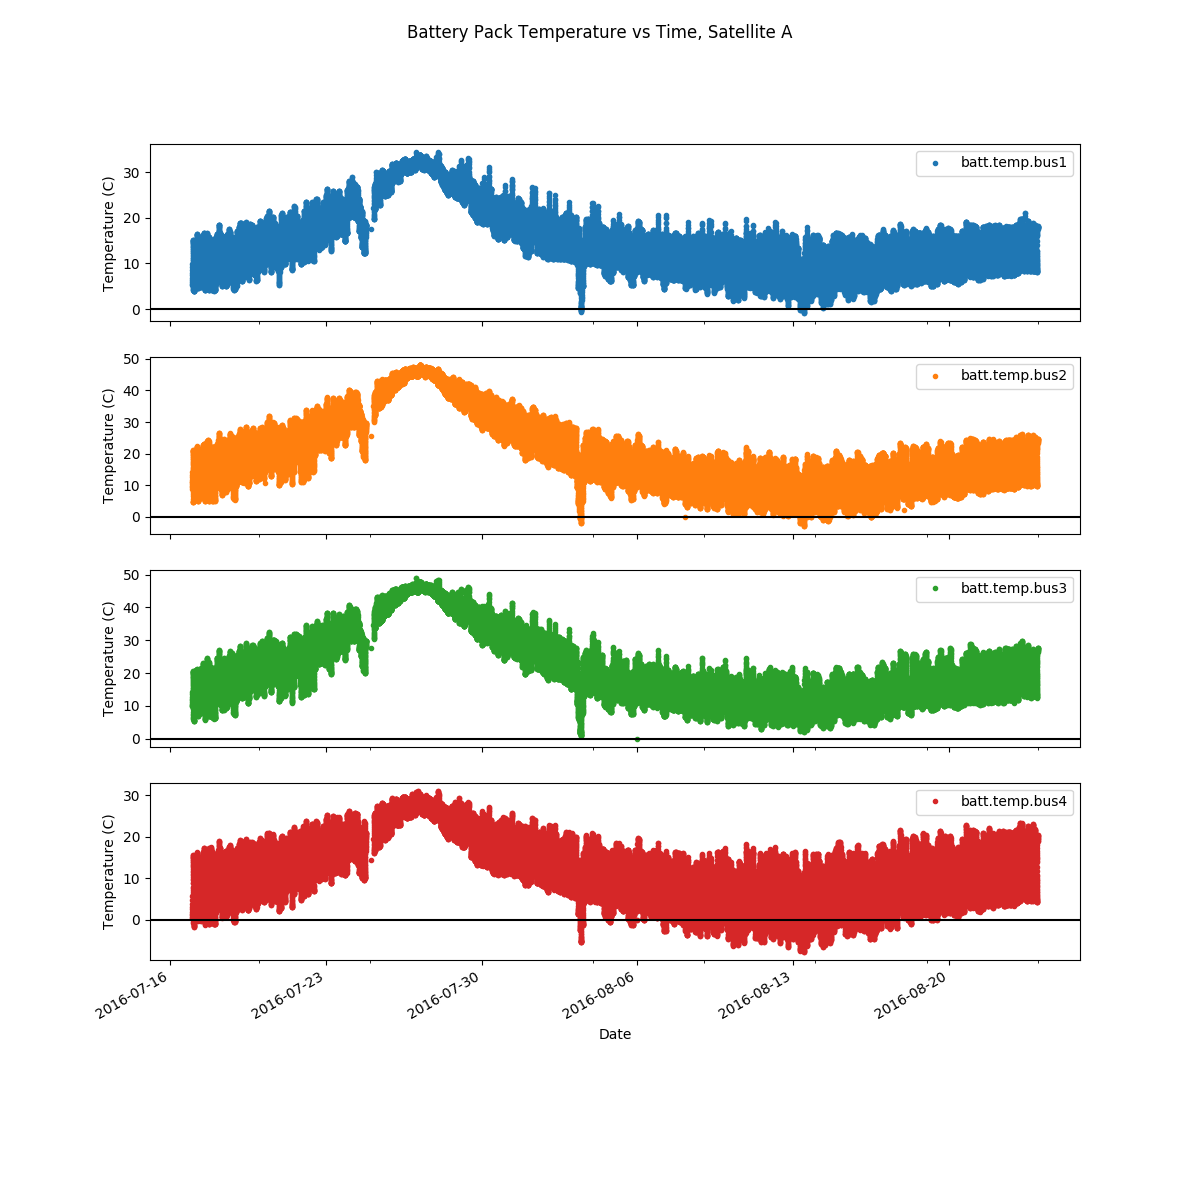 Battery Pack Temperature vs Time, Satellite A
30
20
10
0
Temperature (C)
batt.temp.bus1
50
40
30
20
10
0
Temperature (C)
batt.temp.bus2
50
40
30
20
10
0
Temperature (C)
batt.temp.bus3
30
20
10
0
Temperature (C)
batt.temp.bus4
2016-07-16
2016-07-23
2016-07-30
2016-08-06
2016-08-13
2016-08-20
Date